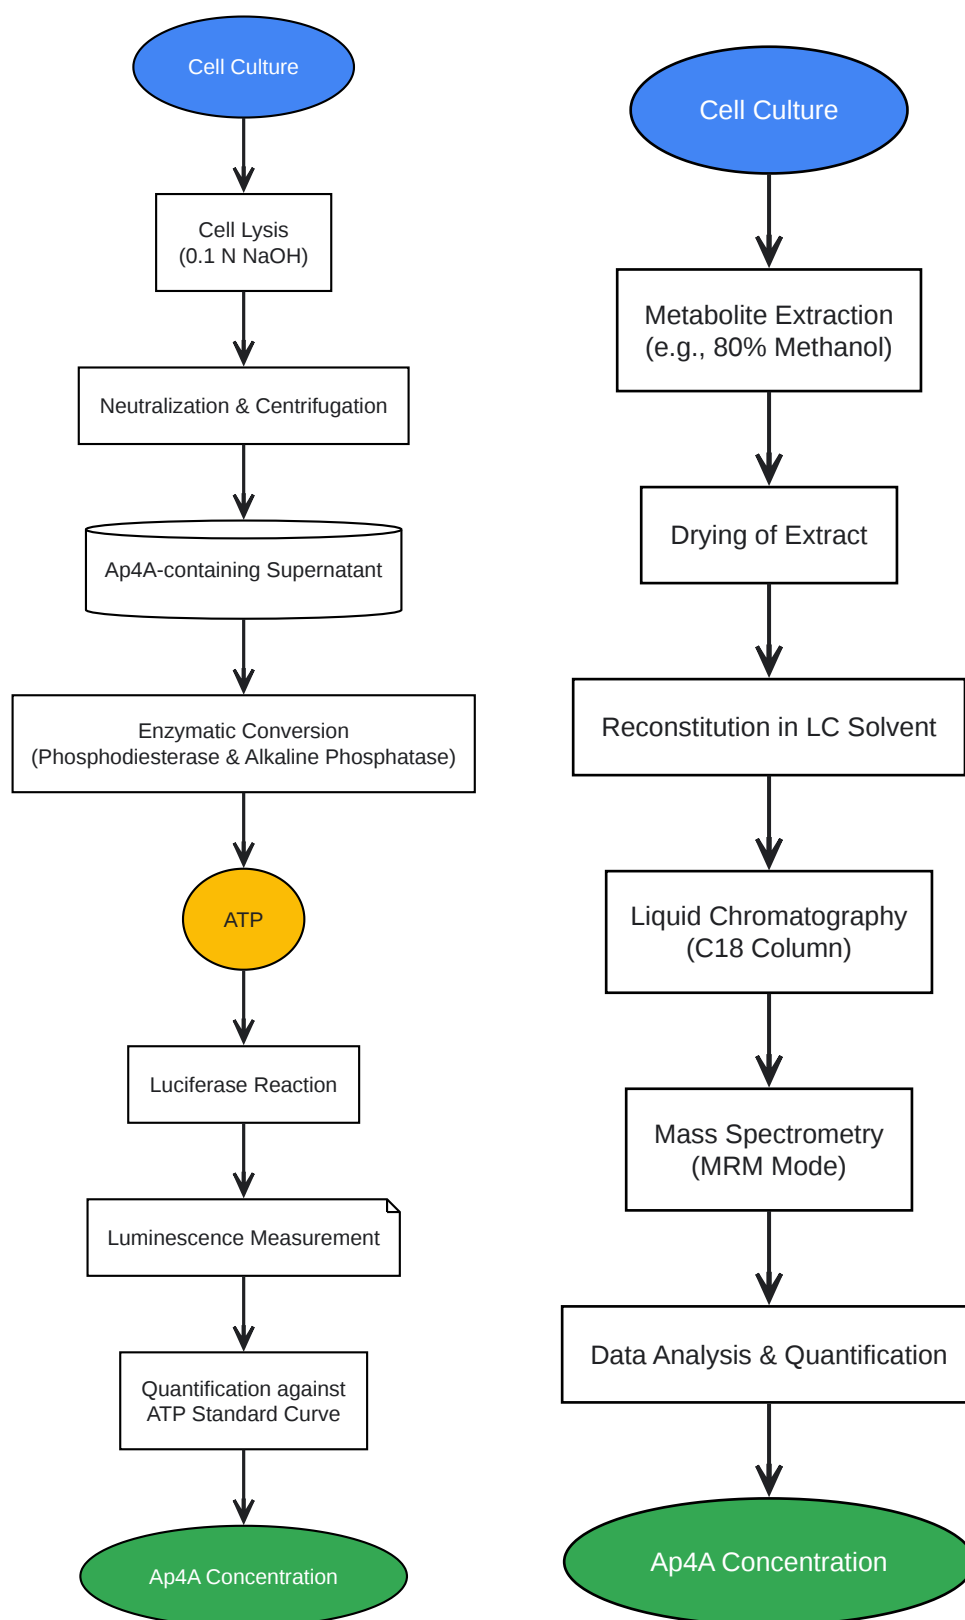 Cell Culture
Cell Lysis
(0.1 N NaOH)
Neutralization & Centrifugation
Ap4A-containing Supernatant
Enzymatic Conversion
(Phosphodiesterase & Alkaline Phosphatase)
ATP
Luciferase Reaction
Luminescence Measurement
Quantification against
ATP Standard Curve
Ap4A Concentration
Cell Culture
Metabolite Extraction
(e.g., 80% Methanol)
Drying of Extract
Reconstitution in LC Solvent
Liquid Chromatography
(C18 Column)
Mass Spectrometry
(MRM Mode)
Data Analysis & Quantification
Ap4A Concentration